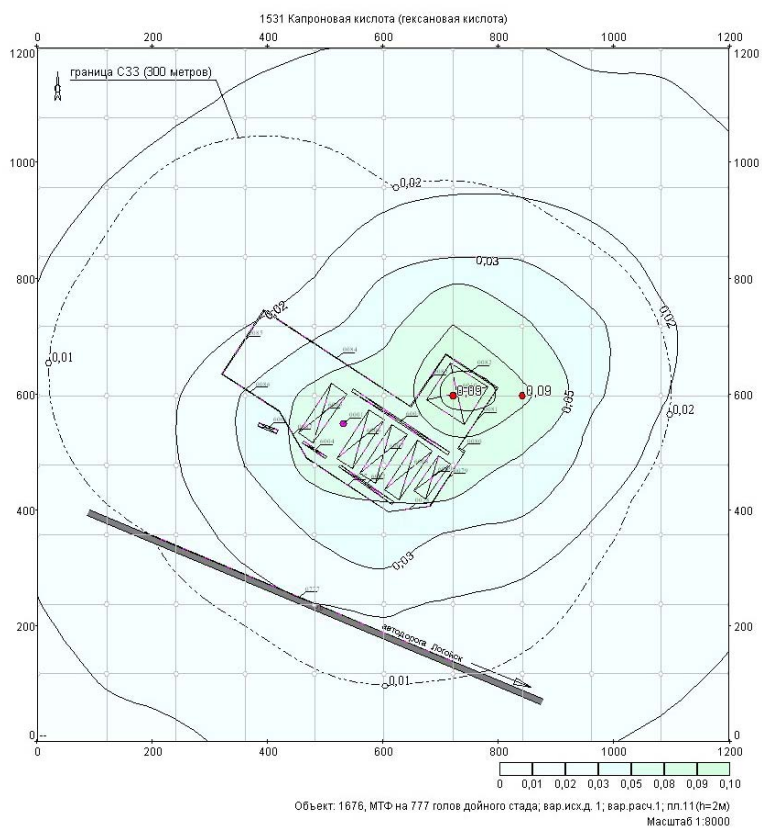 1531 Капроновая кислота (гексановая кислота)
0 200 400 600 800 1000 1200
1200 1200
граница СЗЗ (300 метров)
1000 1000
0,02
800 800
0,03
0,02
0,02
0,01
600 600
0,09
0,09
0,05
0,02
400 400
0,03
200 200
автодорога Логойск
0,01
0 0
0 200 400 600 800 1000 1200
0 0,01 0,02 0,03 0,05 0,08 0,09 0,10
Объект: 1676, МТФ на 777 голов дойного стада; вар.исх.д. 1; вар.расч.1; пл.11(h=2м)
Масштаб 1:8000